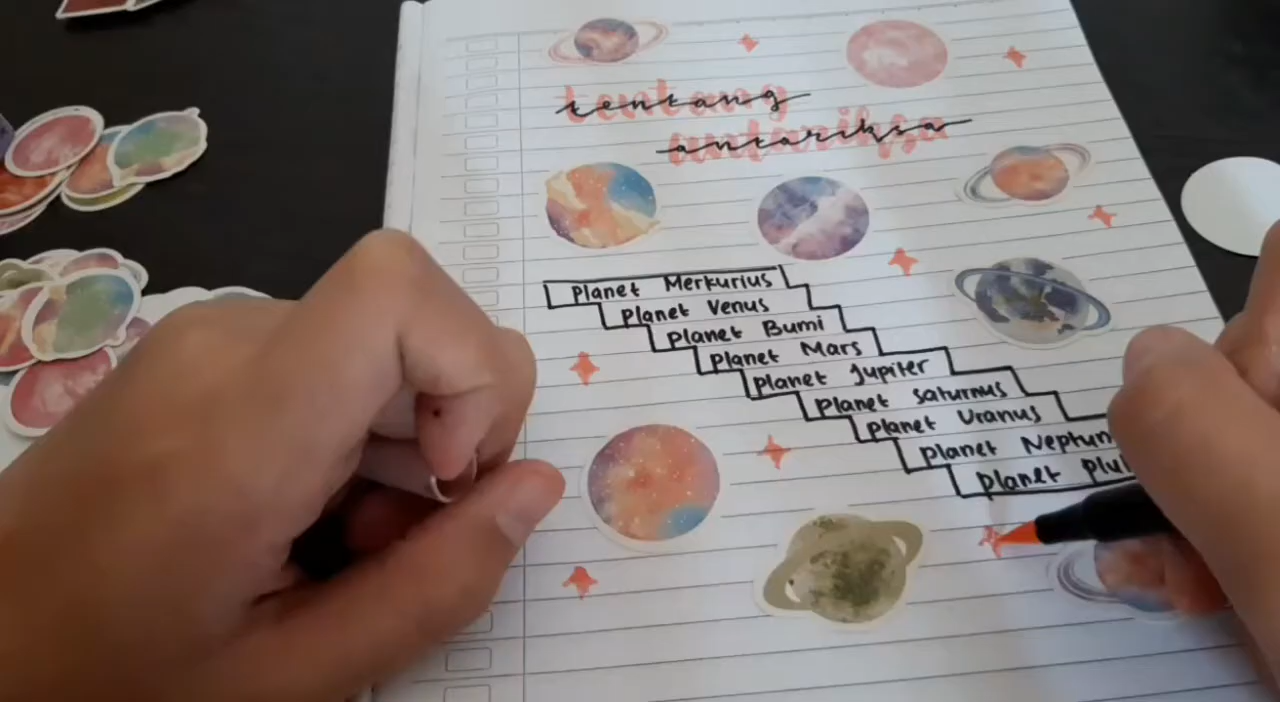 tentang
antariksa
Planet Merkurius
Planet Venus
Planet Bumi
Planet Mars
Planet Jupiter
Planet Saturnus
Planet Uranus
Planet
Planet